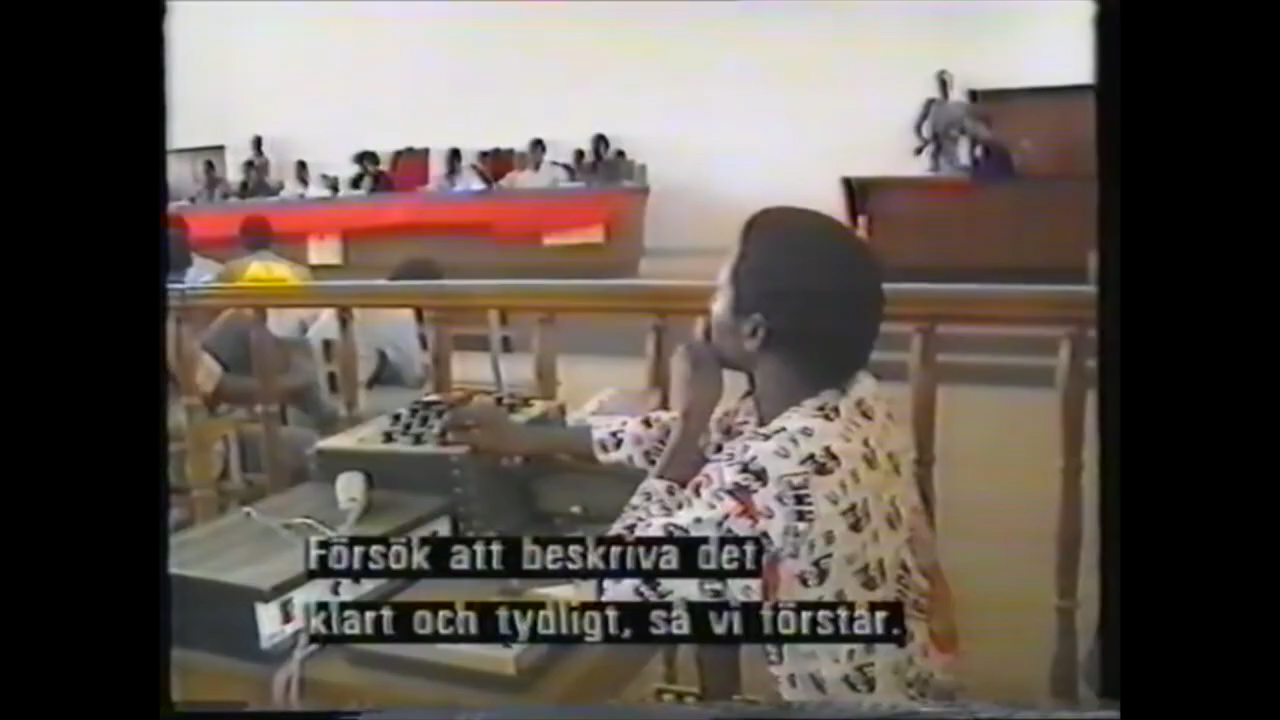 Försök att beskriva det
klart och tydligt, så vi förstår.